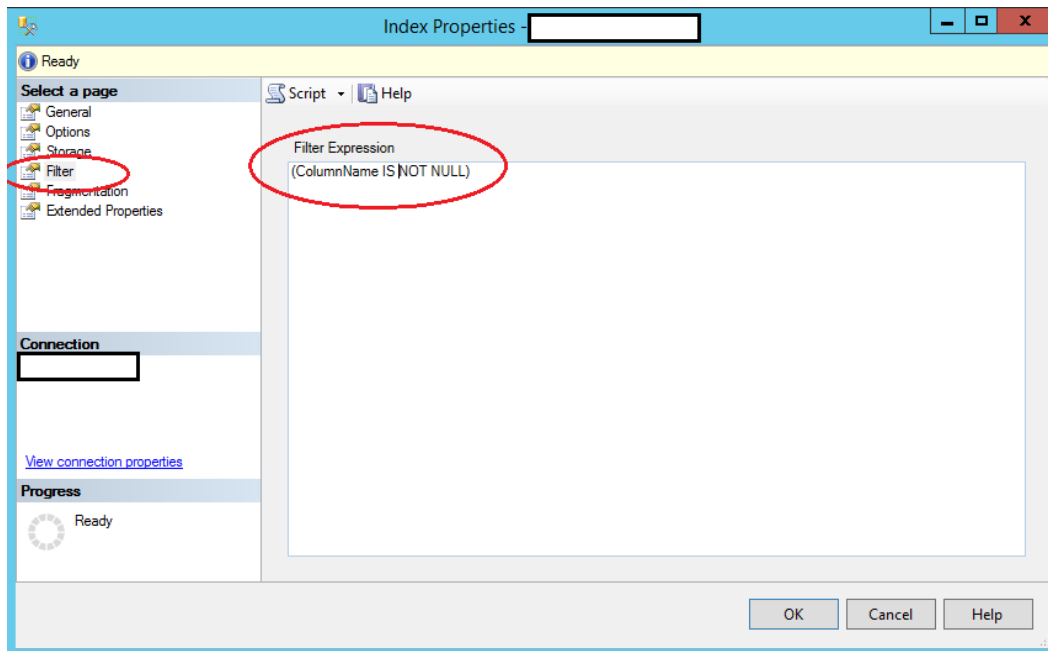 Index Properties -
Ready
Select a page
General
Options
Storage
Filter
Fragmentation
Extended Properties
Connection
View connection properties
Progress
Ready
Script Help
Filter Expression
(ColumnName IS NOT NULL)
OK Cancel Help